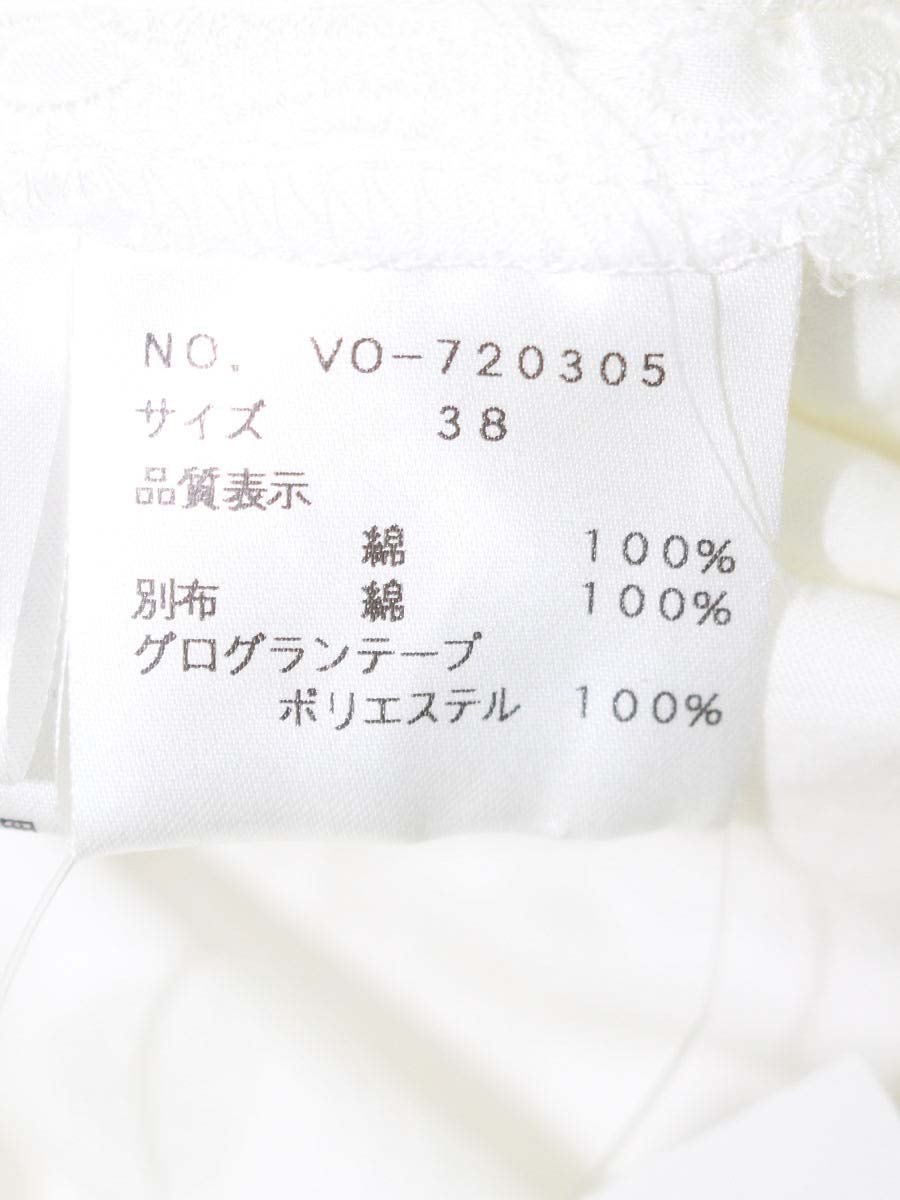 NO. VO-720305
サイズ 38
品質表示
綿 100%
別布 綿 100%
グログランテープ
ポリエステル 100%